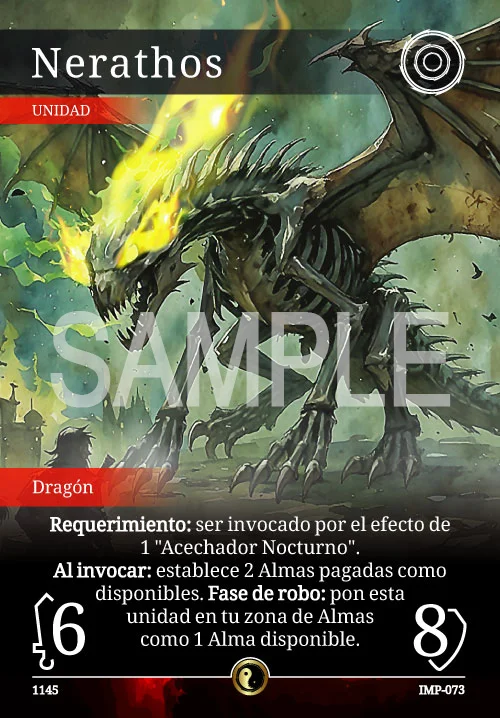 Nerathos
UNIDAD
SAMPLE
Dragón
Requerimiento: ser invocado por el efecto de
1 "Acechador Nocturno".
Al invocar: establece 2 Almas pagadas como
disponibles. Fase de robo: pon esta
unidad en tu zona de Almas
como 1 Alma disponible.
6
8
1145
IMP-073